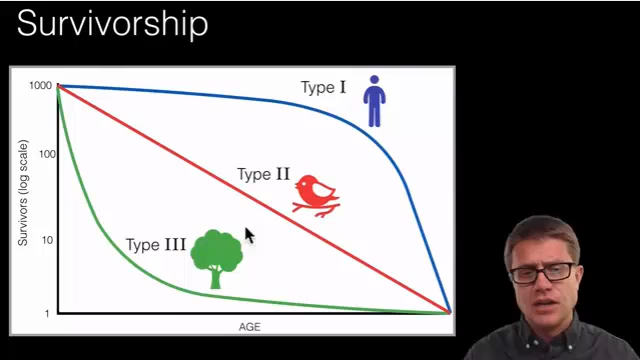 Survivorship
Type I
1000
100
Type II
Survivors (log scale)
10
Type III
1
AGE